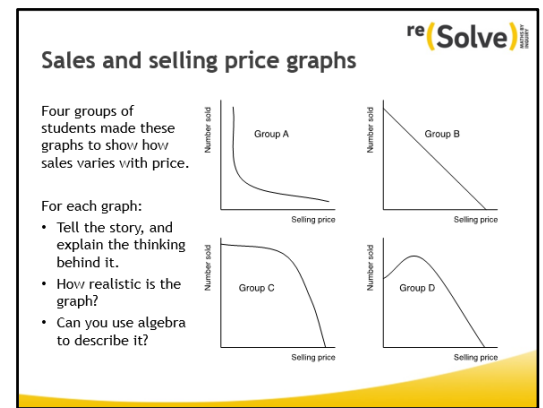 re(Solve)
MATHS BY
INQUIRY
Sales and selling price graphs
Four groups of
students made these
graphs to show how
sales varies with price.
For each graph:
• Tell the story, and
explain the thinking
behind it.
• How realistic is the
graph?
• Can you use algebra
to describe it?
Number sold
Group A
Selling price
Number sold
Group B
Selling price
Number sold
Group C
Selling price
Number sold
Group D
Selling price